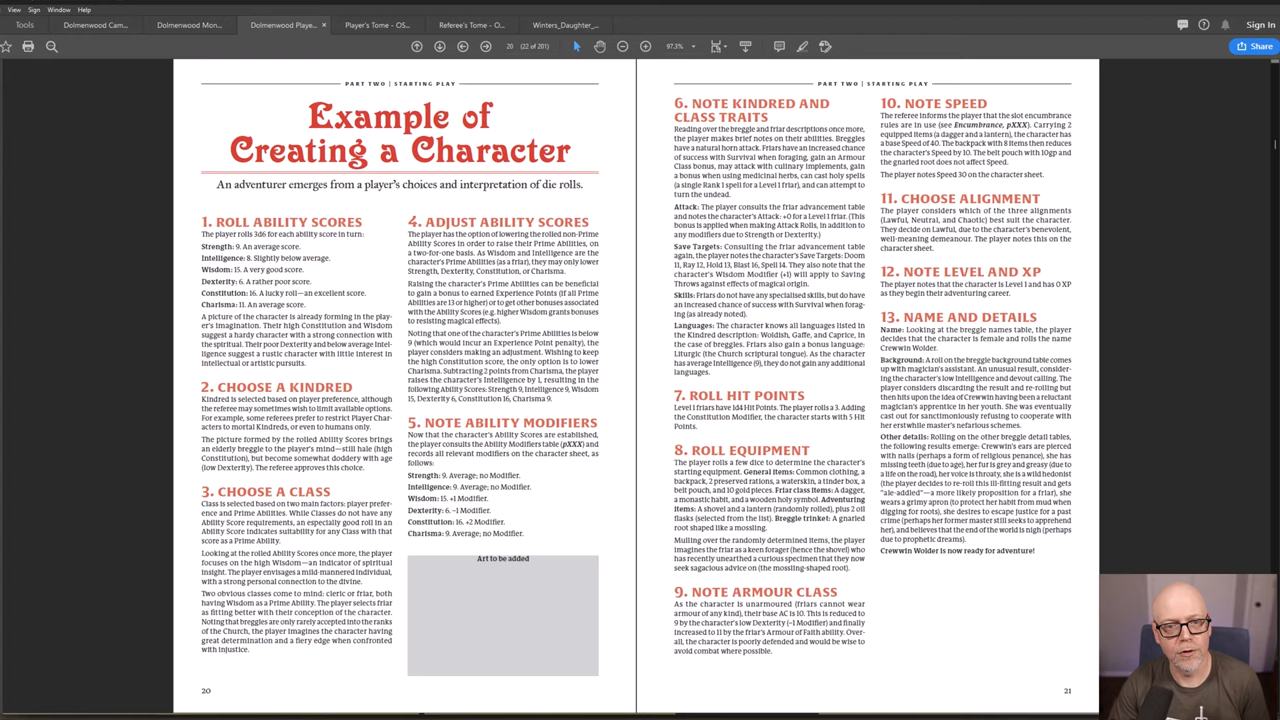 View Sign Window Help
Tools Dolmenwood Cam... Dolmenwood Mon... Dolmenwood Playe... × Player's Tome - OS... Referee's Tome - O... Winters_Daughter_... Sign In
20 (22 of 201) 97.3% Share
PART TWO | STARTING PLAY
Example of
Creating a Character
An adventurer emerges from a player's choices and interpretation of die rolls.
1. ROLL ABILITY SCORES
The player rolls 3d6 for each ability score in turn:
Strength: 9. An average score.
Intelligence: 8. Slightly below average.
Wisdom: 15. A very good score.
Dexterity: 6. A rather poor score.
Constitution: 16. A lucky roll—an excellent score.
Charisma: 11. An average score.
A picture of the character is already forming in the play-
er's imagination. Their high Constitution and Wisdom
suggest a hardy character with a strong connection with
the spiritual. Their poor Dexterity and below average Intel-
ligence suggest a rustic character with little interest in
intellectual or artistic pursuits.
2. CHOOSE A KINDRED
Kindred is selected based on player preference, although
the referee may sometimes wish to limit available options.
For example, some referees prefer to restrict Player Char-
acters to mortal Kindreds, or even to humans only.
The picture formed by the rolled Ability Scores brings
an elderly breggle to the player's mind—still hale (high
Constitution), but become somewhat doddery with age
(low Dexterity). The referee approves this choice.
3. CHOOSE A CLASS
Class is selected based on two main factors: player prefer-
ence and Prime Abilities. While Classes do not have any
Ability Score requirements, an especially good roll in an
Ability Score indicates suitability for any Class with that
score as a Prime Ability.
Looking at the rolled Ability Scores once more, the player
focuses on the high Wisdom—an indicator of spiritual
insight. The player envisages a mild-mannered individual,
with a strong personal connection to the divine.
Two obvious classes come to mind: cleric or friar, both
having Wisdom as a Prime Ability. The player selects friar
as fitting better with their conception of the character.
Noting that breggles are only rarely accepted into the ranks
of the Church, the player imagines the character having
great determination and a fiery edge when confronted
with injustice.
4. ADJUST ABILITY SCORES
The player has the option of lowering the rolled non-Prime
Ability Scores in order to raise their Prime Abilities, on
a two-for-one basis. As Wisdom and Intelligence are the
character's Prime Abilities (as a friar), they may only lower
Strength, Dexterity, Constitution, or Charisma.
Raising the character's Prime Abilities can be beneficial
to gain a bonus to earned Experience Points (if all Prime
Abilities are 13 or higher) or to get other bonuses associated
with the Ability Scores (e.g. higher Wisdom grants bonuses
to resisting magical effects).
Noting that one of the character's Prime Abilities is below
9 (which would incur an Experience Point penalty), the
player considers making an adjustment. Wishing to keep
the high Constitution score, the only option is to lower
Charisma. Subtracting 2 points from Charisma, the player
raises the character's Intelligence by 1, resulting in the
following Ability Scores: Strength 9, Intelligence 9, Wisdom
15, Dexterity 6, Constitution 16, Charisma 9.
5. NOTE ABILITY MODIFIERS
Now that the character's Ability Scores are established,
the player consults the Ability Modifiers table (pXXX) and
records all relevant modifiers on the character sheet, as
follows:
Strength: 9. Average; no Modifier.
Intelligence: 9. Average; no Modifier.
Wisdom: 15. +1 Modifier.
Dexterity: 6. −1 Modifier.
Constitution: 16. +2 Modifier.
Charisma: 9. Average; no Modifier.
Art to be added
20
PART TWO | STARTING PLAY
6. NOTE KINDRED AND
CLASS TRAITS
Reading over the breggle and friar descriptions once more,
the player makes brief notes on their abilities. Breggles
have a natural horn attack. Friars have an increased chance
of success with Survival when foraging, gain an Armour
Class bonus, may attack with culinary implements, gain
a bonus when using medicinal herbs, can cast holy spells
(a single Rank 1 spell for a Level 1 friar), and can attempt to
turn the undead.
Attack: The player consults the friar advancement table
and notes the character's Attack: +0 for a Level 1 friar. (This
bonus is applied when making Attack Rolls, in addition to
any modifiers due to Strength or Dexterity.)
Save Targets: Consulting the friar advancement table
again, the player notes the character's Save Targets: Doom
11, Ray 12, Hold 13, Blast 16, Spell 14. They also note that the
character's Wisdom Modifier (+1) will apply to Saving
Throws against effects of magical origin.
Skills: Friars do not have any specialised skills, but do have
an increased chance of success with Survival when forag-
ing (as already noted).
Languages: The character knows all languages listed in
the Kindred description: Woldish, Gaffe, and Caprice, in
the case of breggles. Friars also gain a bonus language:
Liturgic (the Church scriptural tongue). As the character
has average Intelligence (9), they do not gain any additional
languages.
7. ROLL HIT POINTS
Level 1 friars have 1d4 Hit Points. The player rolls a 3. Adding
the Constitution Modifier, the character starts with 5 Hit
Points.
8. ROLL EQUIPMENT
The player rolls a few dice to determine the character's
starting equipment. General items: Common clothing, a
backpack, 2 preserved rations, a waterskin, a tinder box, a
belt pouch, and 10 gold pieces. Friar class items: A dagger,
a monastic habit, and a wooden holy symbol. Adventuring
items: A shovel and a lantern (randomly rolled), plus 2 oil
flasks (selected from the list). Breggle trinket: A gnarled
root shaped like a mossling.
Mulling over the randomly determined items, the player
imagines the friar as a keen forager (hence the shovel) who
has recently unearthed a curious specimen that they now
seek sagacious advice on (the mossling-shaped root).
9. NOTE ARMOUR CLASS
As the character is unarmoured (friars cannot wear
armour of any kind), their base AC is 10. This is reduced to
9 by the character's low Dexterity (−1 Modifier) and finally
increased to 11 by the friar's Armour of Faith ability. Over-
all, the character is poorly defended and would be wise to
avoid combat where possible.
10. NOTE SPEED
The referee informs the player that the slot encumbrance
rules are in use (see Encumbrance, pXXX). Carrying 2
equipped items (a dagger and a lantern), the character has
a base Speed of 40. The backpack with 8 items then reduces
the character's Speed by 10. The belt pouch with 10gp and
the gnarled root does not affect Speed.
The player notes Speed 30 on the character sheet.
11. CHOOSE ALIGNMENT
The player considers which of the three alignments
(Lawful, Neutral, and Chaotic) best suit the character.
They decide on Lawful, due to the character's benevolent,
well-meaning demeanour. The player notes this on the
character sheet.
12. NOTE LEVEL AND XP
The player notes that the character is Level 1 and has 0 XP
as they begin their adventuring career.
13. NAME AND DETAILS
Name: Looking at the breggle names table, the player
decides that the character is female and rolls the name
Crewwin Wolder.
Background: A roll on the breggle background table comes
up with magician's assistant. An unusual result, consider-
ing the character's low Intelligence and devout calling. The
player considers discarding the result and re-rolling but
then hits upon the idea of Crewwin having been a reluctant
magician's apprentice in her youth. She was eventually
cast out for sanctimoniously refusing to cooperate with
her erstwhile master's nefarious schemes.
Other details: Rolling on the other breggle detail tables,
the following results emerge: Crewwin's ears are pierced
with nails (perhaps a form of religious penance), she has
missing teeth (due to age), her fur is grey and greasy (due to
a life on the road), her voice is throaty, she is a wild hedonist
(the player decides to re-roll this ill-fitting result and gets
"ale-addled"—a more likely proposition for a friar), she
wears a grimy apron (to protect her habit from mud when
digging for roots), she desires to escape justice for a past
crime (perhaps her former master still seeks to apprehend
her), and believes that the end of the world is nigh (perhaps
due to prophetic dreams).
Crewwin Wolder is now ready for adventure!
21